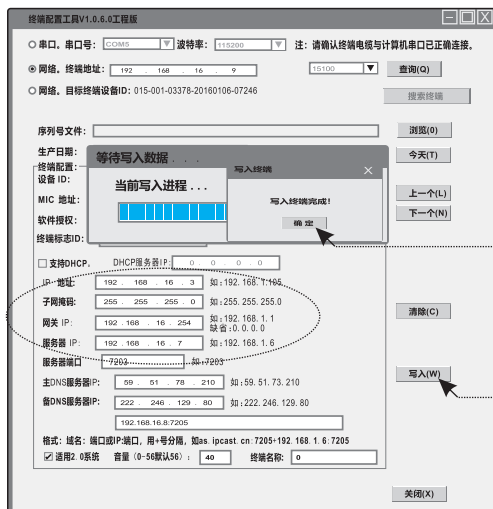 终端配置工具V1.0.6.0工程版
串口。串口号： COM5 波特率： 115200 注：请确认终端电缆与计算机串口已正确连接。
网络。终端地址： 192 . 168 . 16 . 9 15100 查询(Q)
网络。目标终端设备ID: 015-001-03378-20160106-07246 搜索终端
序列号文件： 浏览(0)
生产日期： 今天(T)
等待写入数据 . . .
写入终端
终端配置：
设备 ID:
当前写入进程 . . .
上一个(L)
MIC 地址:
写入终端完成!
下一个(N)
软件授权：
确 定
终端标志ID:
支持DHCP。 DHCP服务器IP: 0 . 0 . 0 . 0
IP 地址: 192 . 168 . 16 . 3 如:192.168.1.105
子网掩码: 255 . 255 . 255 . 0 如:255.255.255.0
网关 IP: 192 . 168 . 16 . 254 如:192.168.1.1
缺省:0.0.0.0
清除(C)
服务器 IP: 192 . 168 . 16 . 7 如:192.168.1.6
服务器端口 7203 如:7203
主DNS服务器IP: 59 . 51 . 78 . 210 如:59.51.73.210
写入(W)
备DNS服务器IP: 222 . 246 . 129 . 80 如:222.246.129.80
192.168.16.8:7205
格式：域名：端口或IP:端口，用+号分隔，如as.ipcast.cn:7205+192.168.1.6:7205
适用2.0系统 音量（0-56默认56）： 40 终端名称: 0
关闭(X)